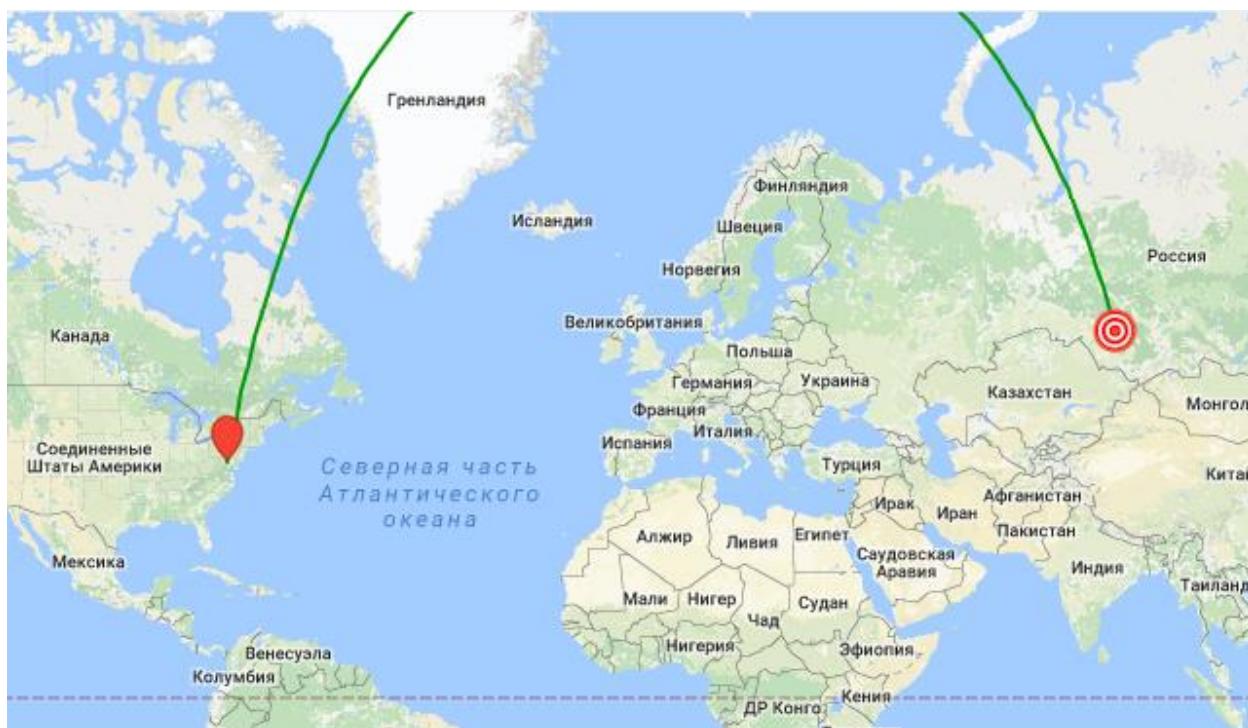 Гренландия
Финляндия
Исландия
Швеция
Россия
Норвегия
Великобритания
Канада
Польша
Германия
Украина
Казахстан
Франция
Монгол
Италия
Испания
Соединенные
Штаты Америки
Северная часть
Атлантического
океана
Турция
Китай
Афганистан
Ирак
Иран
Пакистан
Алжир
Ливия
Египет
Саудовская
Аравия
Мексика
Индия
Таиланд
Мали
Нигер
Судан
Чад
Нигерия
Эфиопия
Венесуэла
Колумбия
Кения
ДР Конго